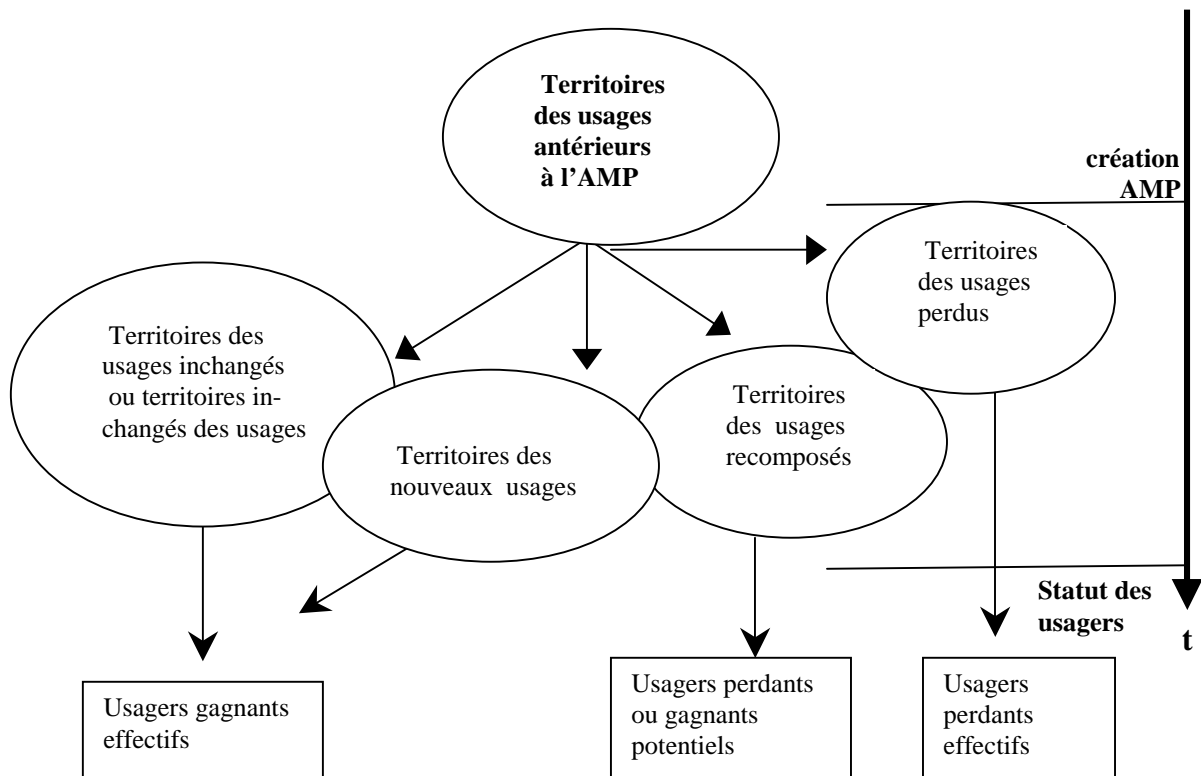 Territoires
des usages
antérieurs
à l’AMP
création
AMP
Territoires
des usages
perdus
Territoires des
usages inchangés
ou territoires in-
changés des usages
Territoires des
nouveaux usages
Territoires
des usages
recomposés
Statut des
usagers
t
Usagers gagnants
effectifs
Usagers perdants
ou gagnants
potentiels
Usagers
perdants
effectifs